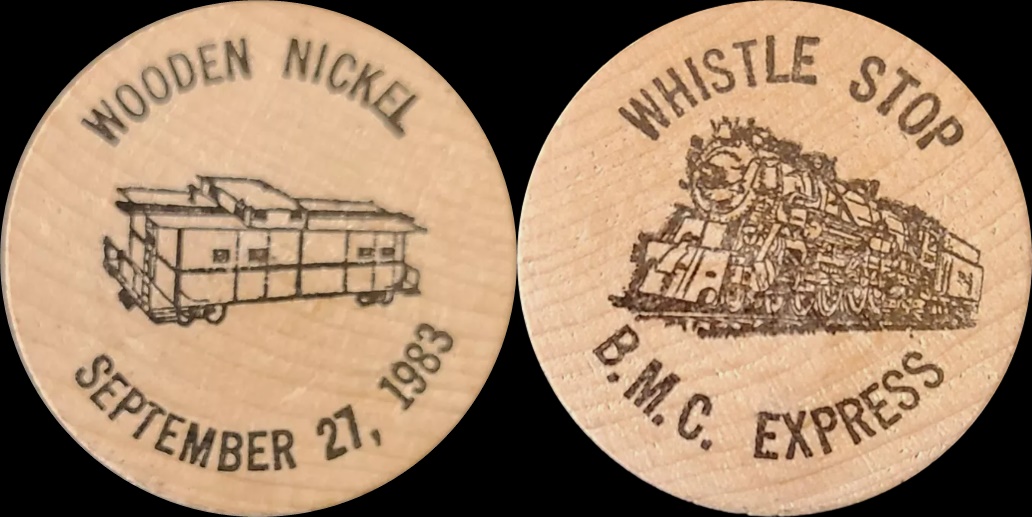 WOODEN NICKEL
SEPTEMBER 27, 1983
WHISTLE STOP
B.M.C. EXPRESS